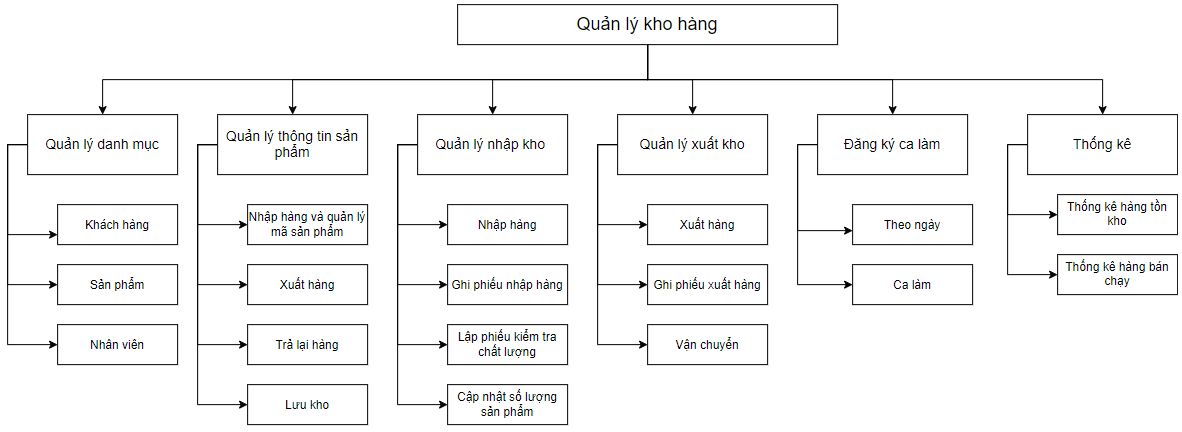 Quản lý kho hàng
Quản lý danh mục
Khách hàng
Sản phẩm
Nhân viên
Quản lý thông tin sản
phẩm
Nhập hàng và quản lý
mã sản phẩm
Xuất hàng
Trả lại hàng
Lưu kho
Quản lý nhập kho
Nhập hàng
Ghi phiếu nhập hàng
Lập phiếu kiểm tra
chất lượng
Cập nhật số lượng
sản phẩm
Quản lý xuất kho
Xuất hàng
Ghi phiếu xuất hàng
Vận chuyển
Đăng ký ca làm
Theo ngày
Ca làm
Thống kê
Thống kê hàng tồn
kho
Thống kê hàng bán
chạy